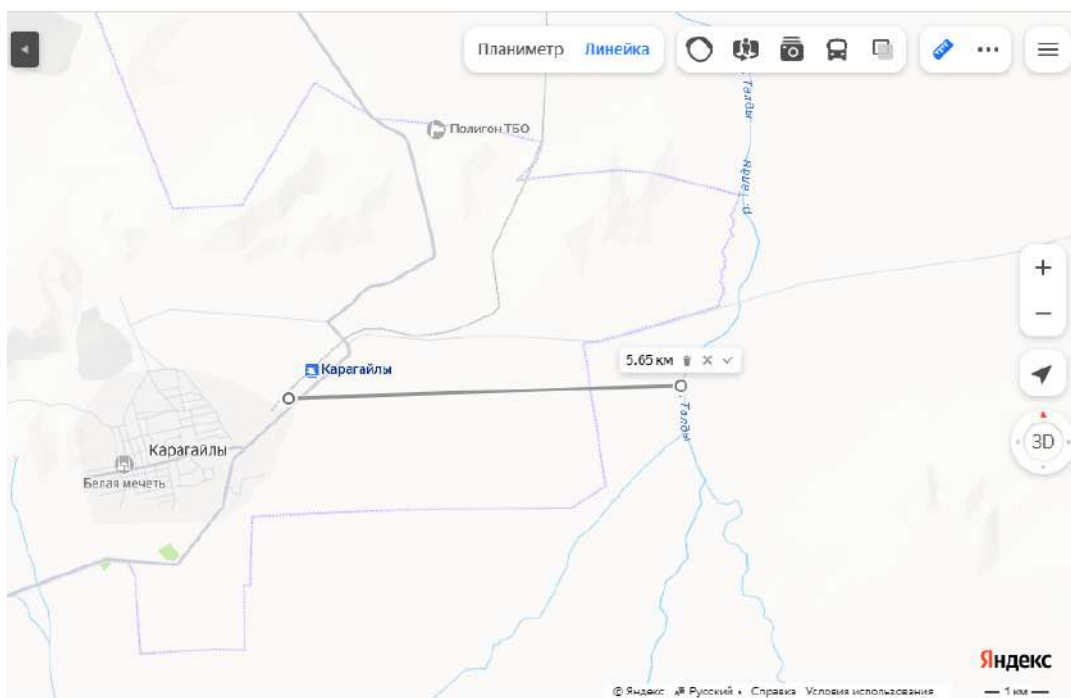 Планиметр Линейка
р. Талды
Полигон ТБО
р. Талды
5.65 км
Карагайлы
р. Талды
Карагайлы
Белая мечеть
3D
Яндекс
© Яндекс Русский Справка Условия использования 1 км